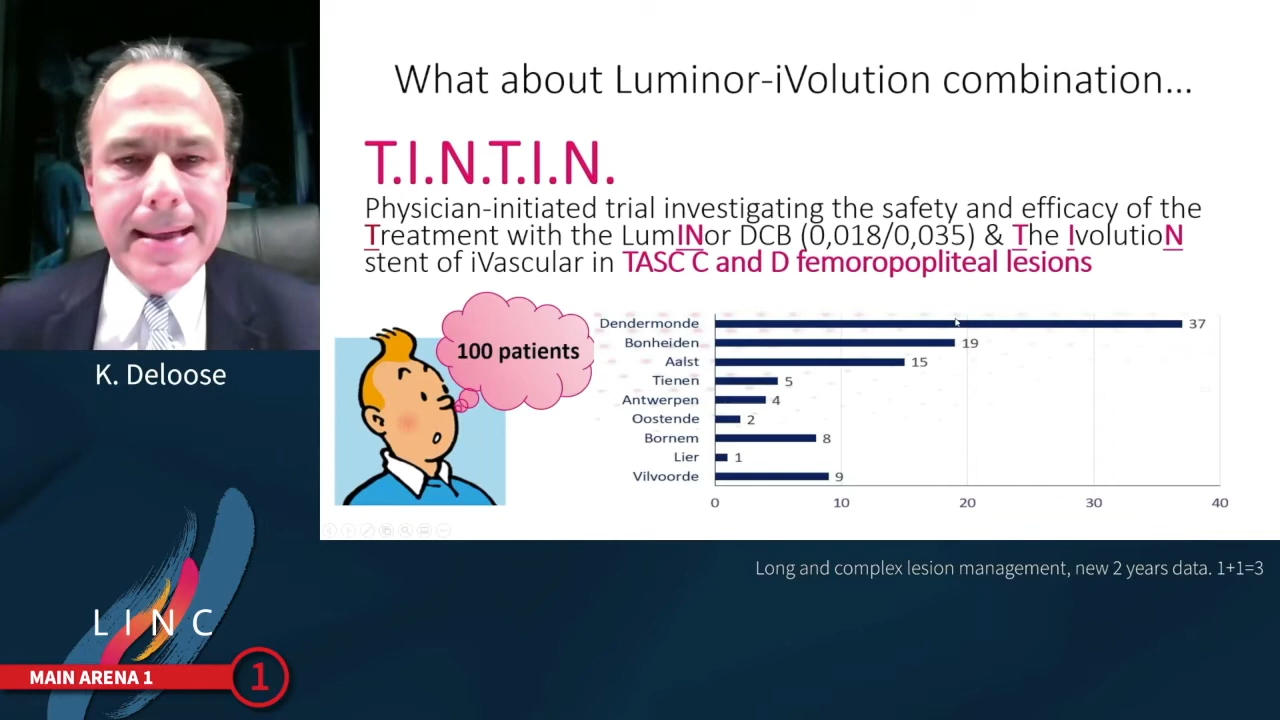 What about Luminor-iVolution combination...
T.I.N.T.I.N.
Physician-initiated trial investigating the safety and efficacy of the
Treatment with the LumINor DCB (0,018/0,035) & The IvolutioN
stent of iVascular in TASC C and D femoropopliteal lesions
100 patients
Dendermonde 37
Bonheiden 19
Aalst 15
Tienen 5
Antwerpen 4
Oostende 2
Bornem 8
Lier 1
Vilvoorde 9
0 10 20 30 40
K. Deloose
Long and complex lesion management, new 2 years data. 1+1=3
LINC
MAIN ARENA 1
1